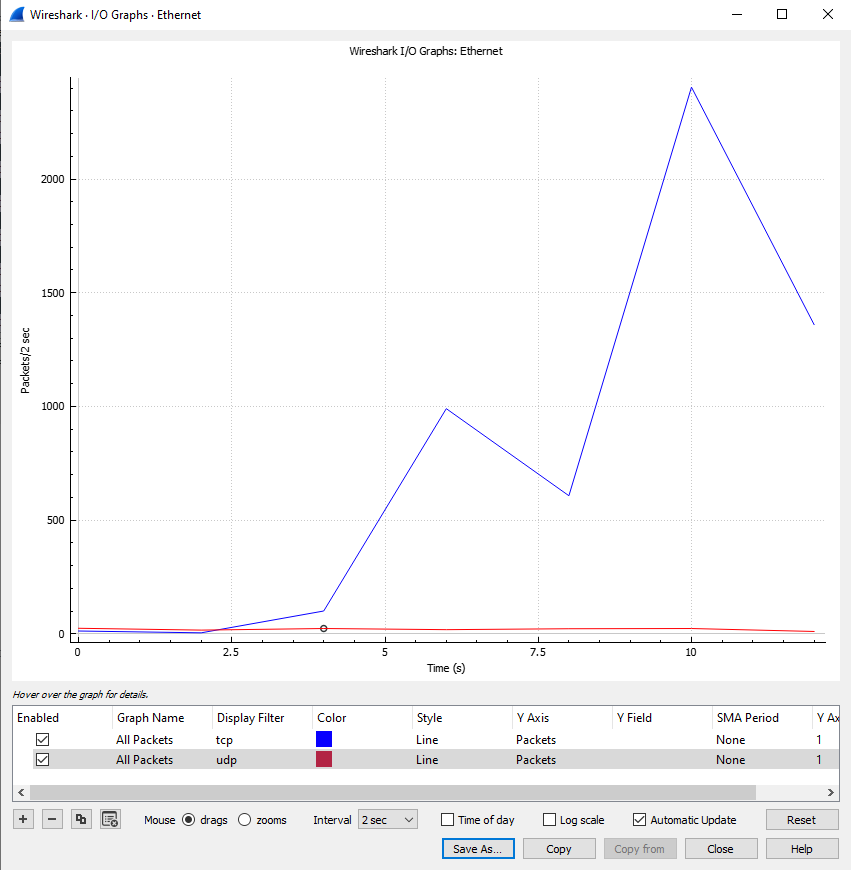 Wireshark · I/O Graphs · Ethernet
Wireshark I/O Graphs: Ethernet
2000
1500
1000
500
0
Packets/2 sec
0 2.5 5 7.5 10
Time (s)
Hover over the graph for details.
Enabled Graph Name Display Filter Color Style Y Axis Y Field SMA Period Y Ax
All Packets tcp Line Packets None 1
All Packets udp Line Packets None 1
Mouse drags zooms Interval 2 sec Time of day Log scale Automatic Update Reset
Save As... Copy Copy from Close Help